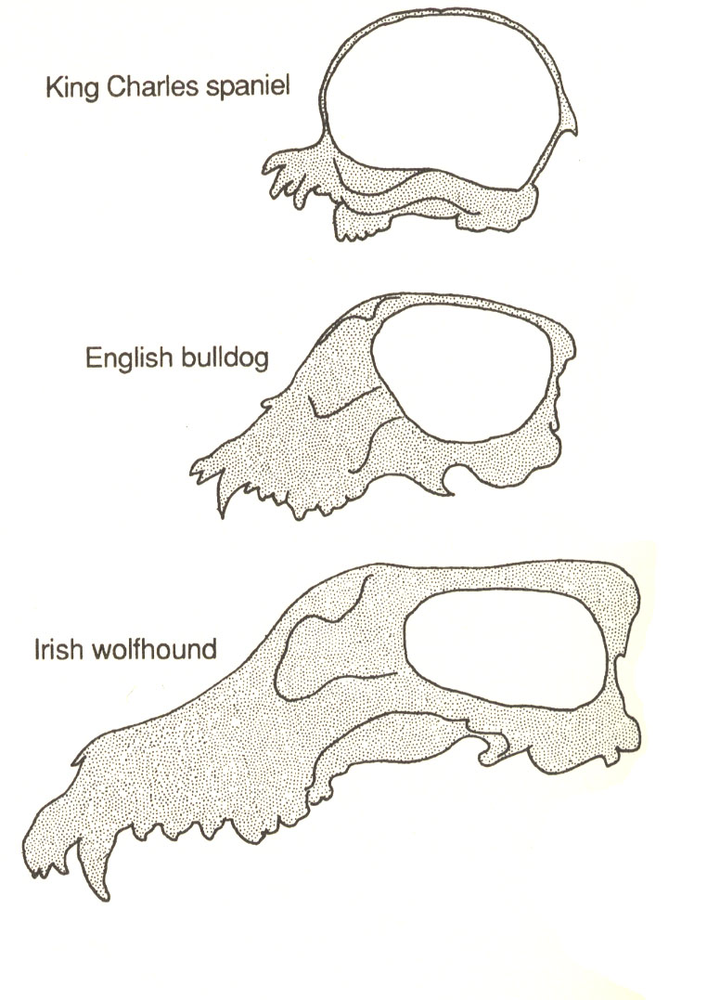 King Charles spaniel
English bulldog
Irish wolfhound